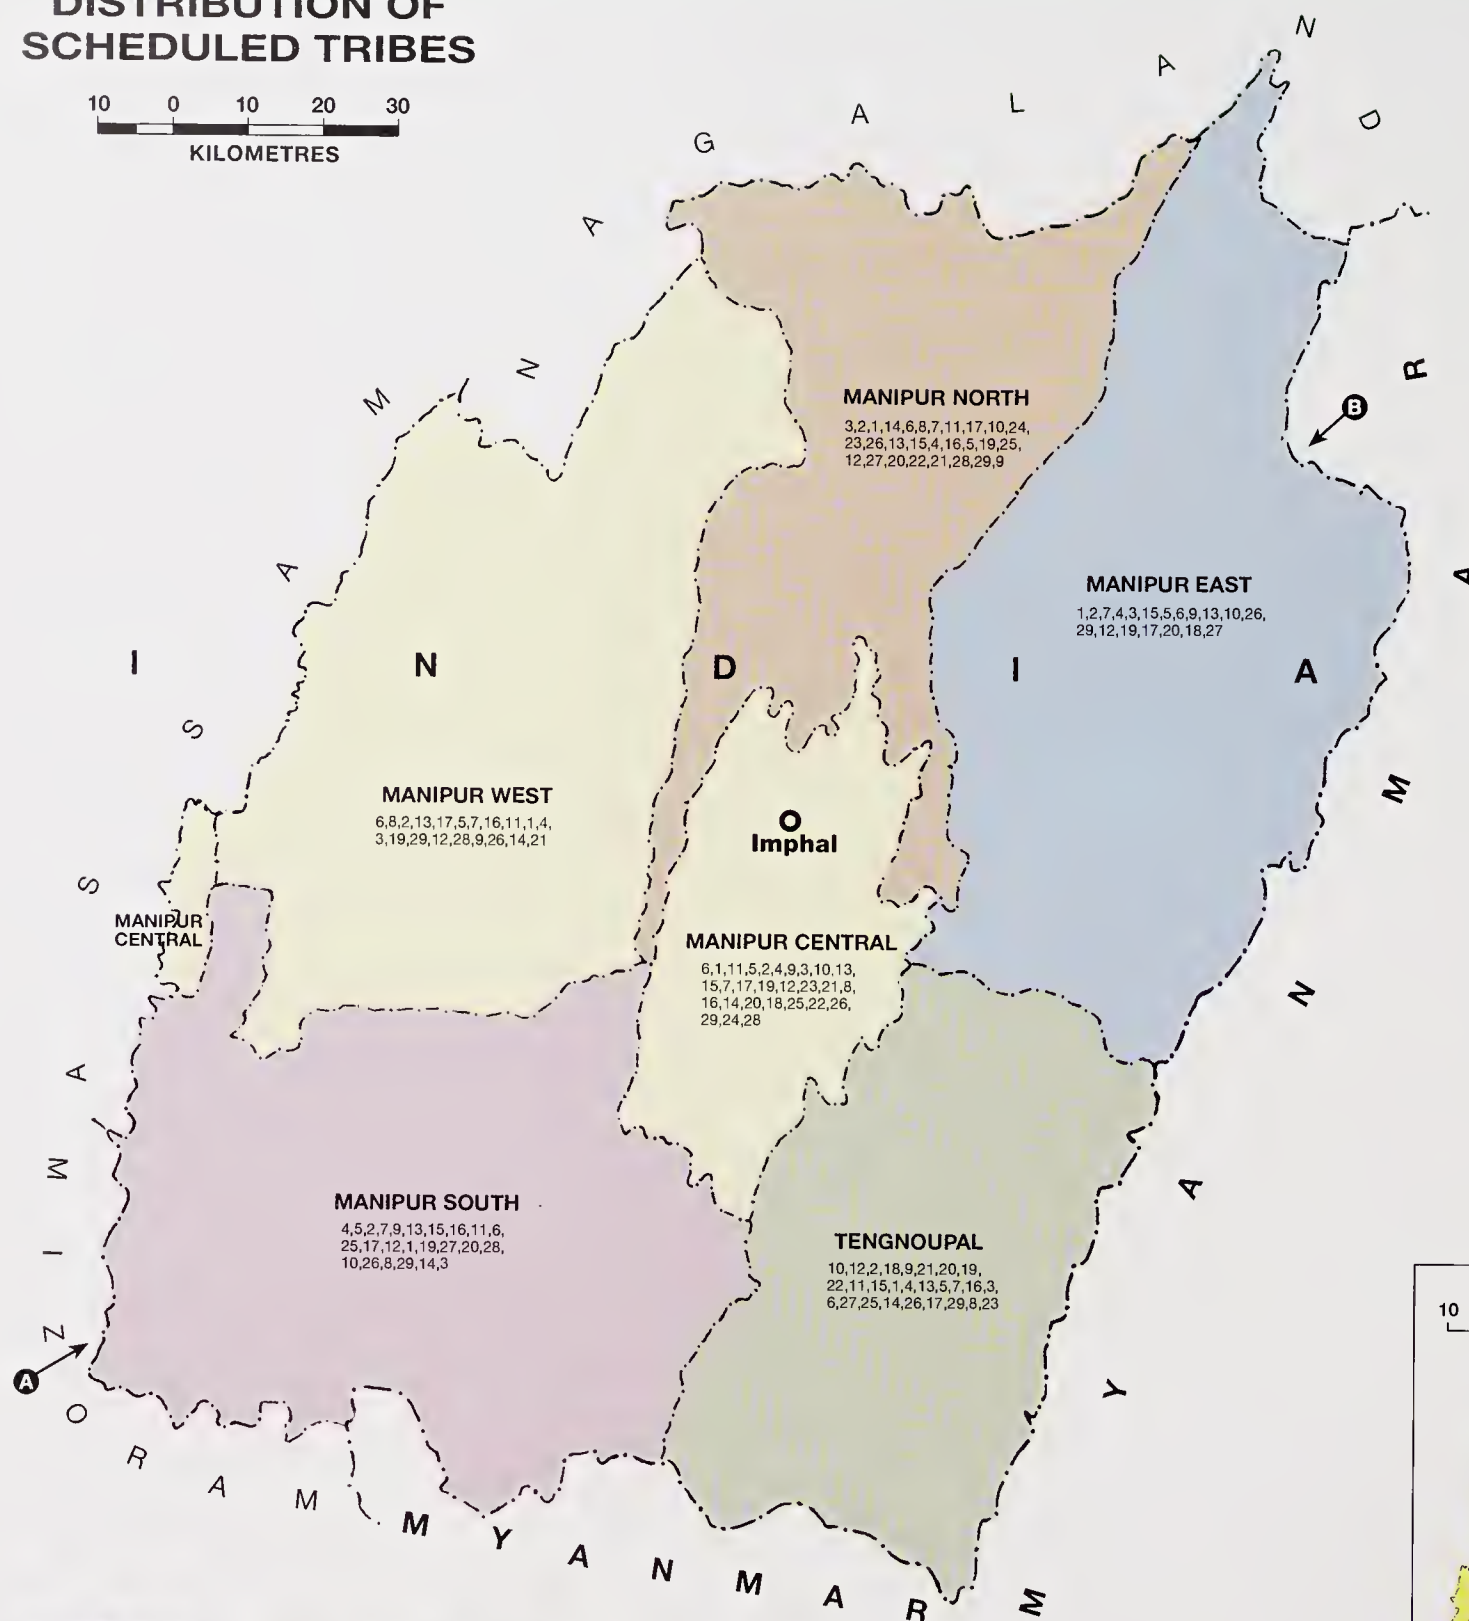 DISTRIBUTION OF
SCHEDULED TRIBES
10 0 10 20 30
KILOMETRES
NAGALAND
MANIPUR NORTH
3,2,1,14,6,8,7,11,17,10,24,
23,26,13,15,4,16,5,19,25,
12,27,20,22,21,28,29,9
B
MANIPUR EAST
1,2,7,4,3,15,5,6,9,13,10,26,
29,12,19,17,20,18,27
INDIA
ASSAM
MANIPUR WEST
6,8,2,13,17,5,7,16,11,1,4,
3,19,29,12,28,9,26,14,21
Imphal
MANIPUR
CENTRAL
MANIPUR CENTRAL
6,1,11,5,2,4,9,3,10,13,
15,7,17,19,12,23,21,8,
16,14,20,18,25,22,26,
29,24,28
MANIPUR SOUTH
4,5,2,7,9,13,15,16,11,6,
25,17,12,1,19,27,20,28,
10,26,8,29,14,3
TENGNOUPAL
10,12,2,18,9,21,20,19,
22,11,15,1,4,13,5,7,16,3,
6,27,25,14,26,17,29,8,23
10
A
MIZORAM
MYANMAR
MYANMAR